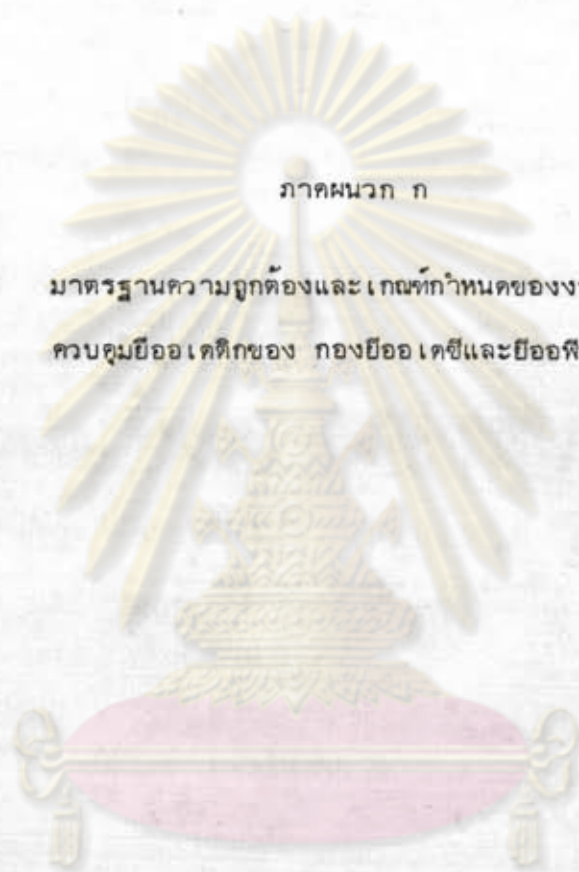 ภาคผนวก ก
มาตรฐานความถูกต้องและเกณฑ์กำหนดของ
ควบคุมยีออเดติกของ กองยีออเดซีและ